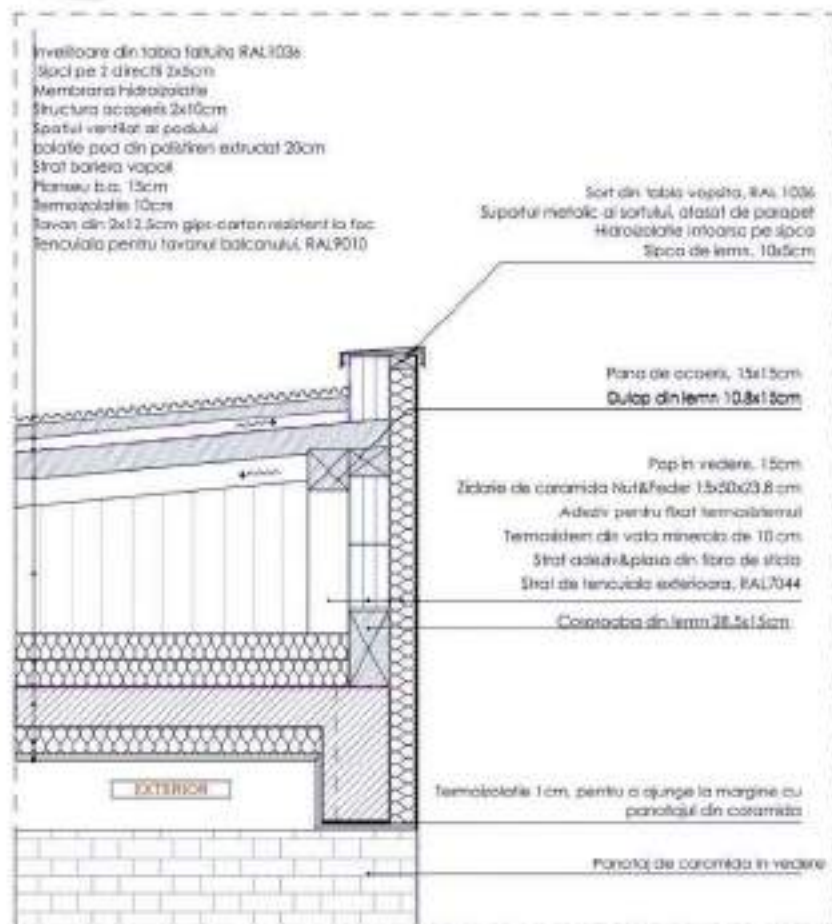 Invelitoare din tabla faltuita RAL1036
Sipci pe 2 directii 2x5cm
Membrana hidroizolatie
Structura acoperis 2x10cm
Spatiul ventilat al podului
Izolatie pod din polistiren extrudat 20cm
Strat bariera vapori
Planseu b.a. 15cm
Termoizolatie 10cm
Tavan din 2x12.5cm gips-carton rezistent la foc
Tencuiala pentru tavanul balconului, RAL9010
Sort din tabla vopsita, RAL 1036
Suportul metalic al sortului, atasat de parapet
Hidroizolatie intoarsa pe sipca
Sipca de lemn, 10x5cm
Pana de acoperis, 15x15cm
Dulap din lemn 10.8x15cm
Pop in vedere, 15cm
Zidarie de caramida Nut&Feder 15x50x23.8 cm
Adeziv pentru fixat termosistemul
Termosistem din vata minerala de 10 cm
Strat adeziv&plasa din fibra de sticla
Strat de tencuiala exterioara, RAL7044
Cosoroaba din lemn 28.5x15cm
EXTERIOR
Termoizolatie 1cm, pentru a ajunge la margine cu
panotajul din caramida
Panotaj de caramida in vedere